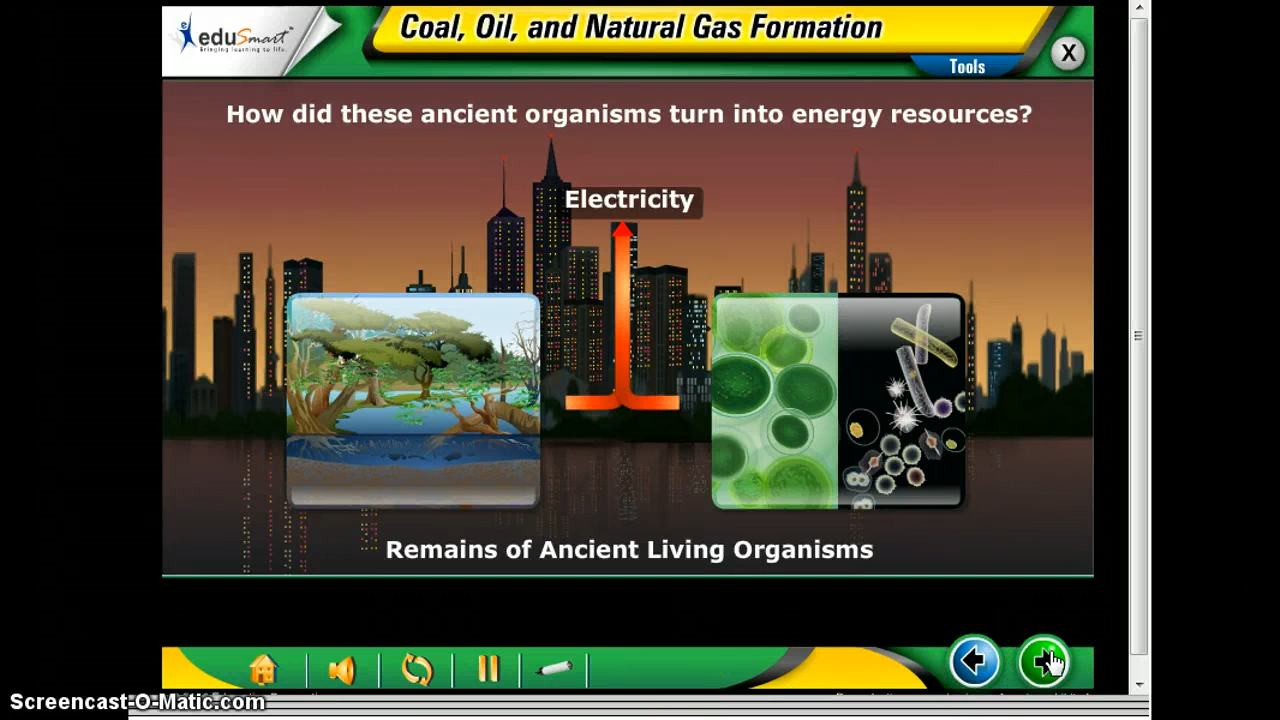 eduSmart™
Bringing learning to life.
Coal, Oil, and Natural Gas Formation
X
Tools
How did these ancient organisms turn into energy resources?
Electricity
Remains of Ancient Living Organisms
Screencast-O-Matic.com